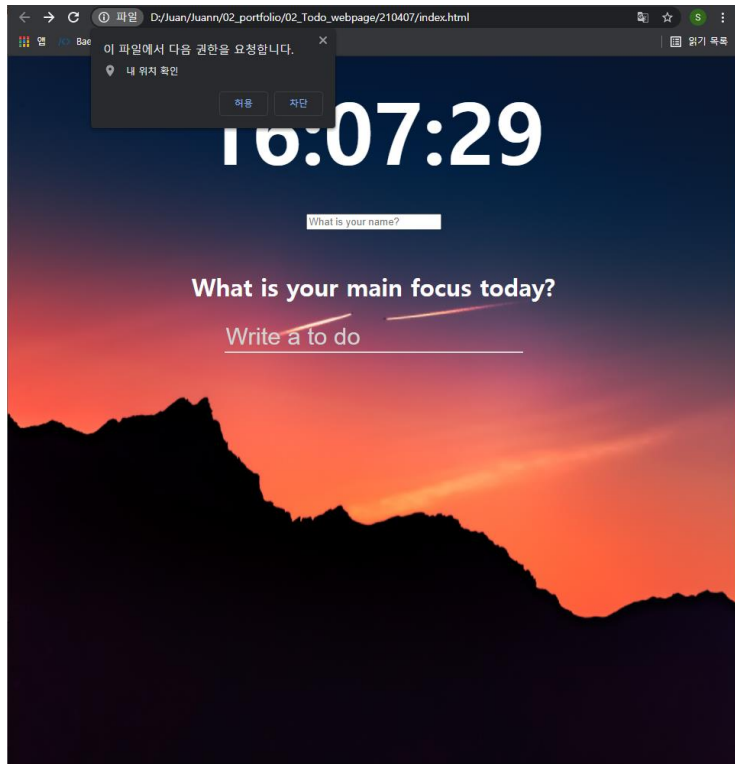 파일 D:/Juan/Juann/02_portfolio/02_Todo_webpage/210407/index.html
S
앱 Bae 읽기 목록
이 파일에서 다음 권한을 요청합니다.
내 위치 확인
허용 차단
16:07:29
What is your name?
What is your main focus today?
Write a to do